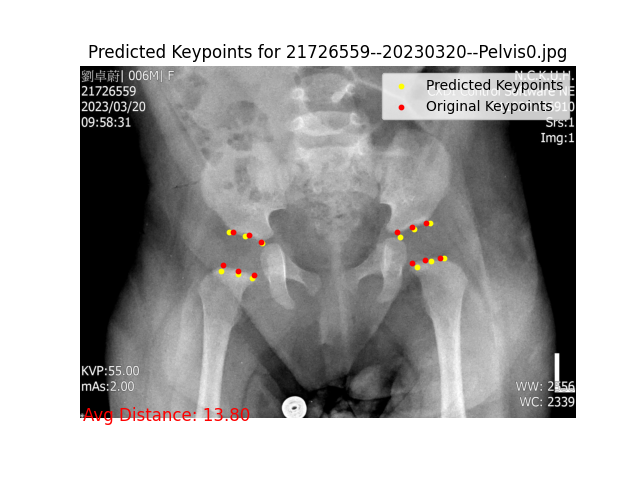 Predicted Keypoints for 21726559--20230320--Pelvis0.jpg
劉卓蔚| 006M| F
21726559
2023/03/20
09:58:31
N.C.K.U.H.
Predicted Keypoints
Original Keypoints
Srs:1
Img:1
KVP:55.00
mAs:2.00
WW: 2356
WC: 2339
Avg Distance: 13.80